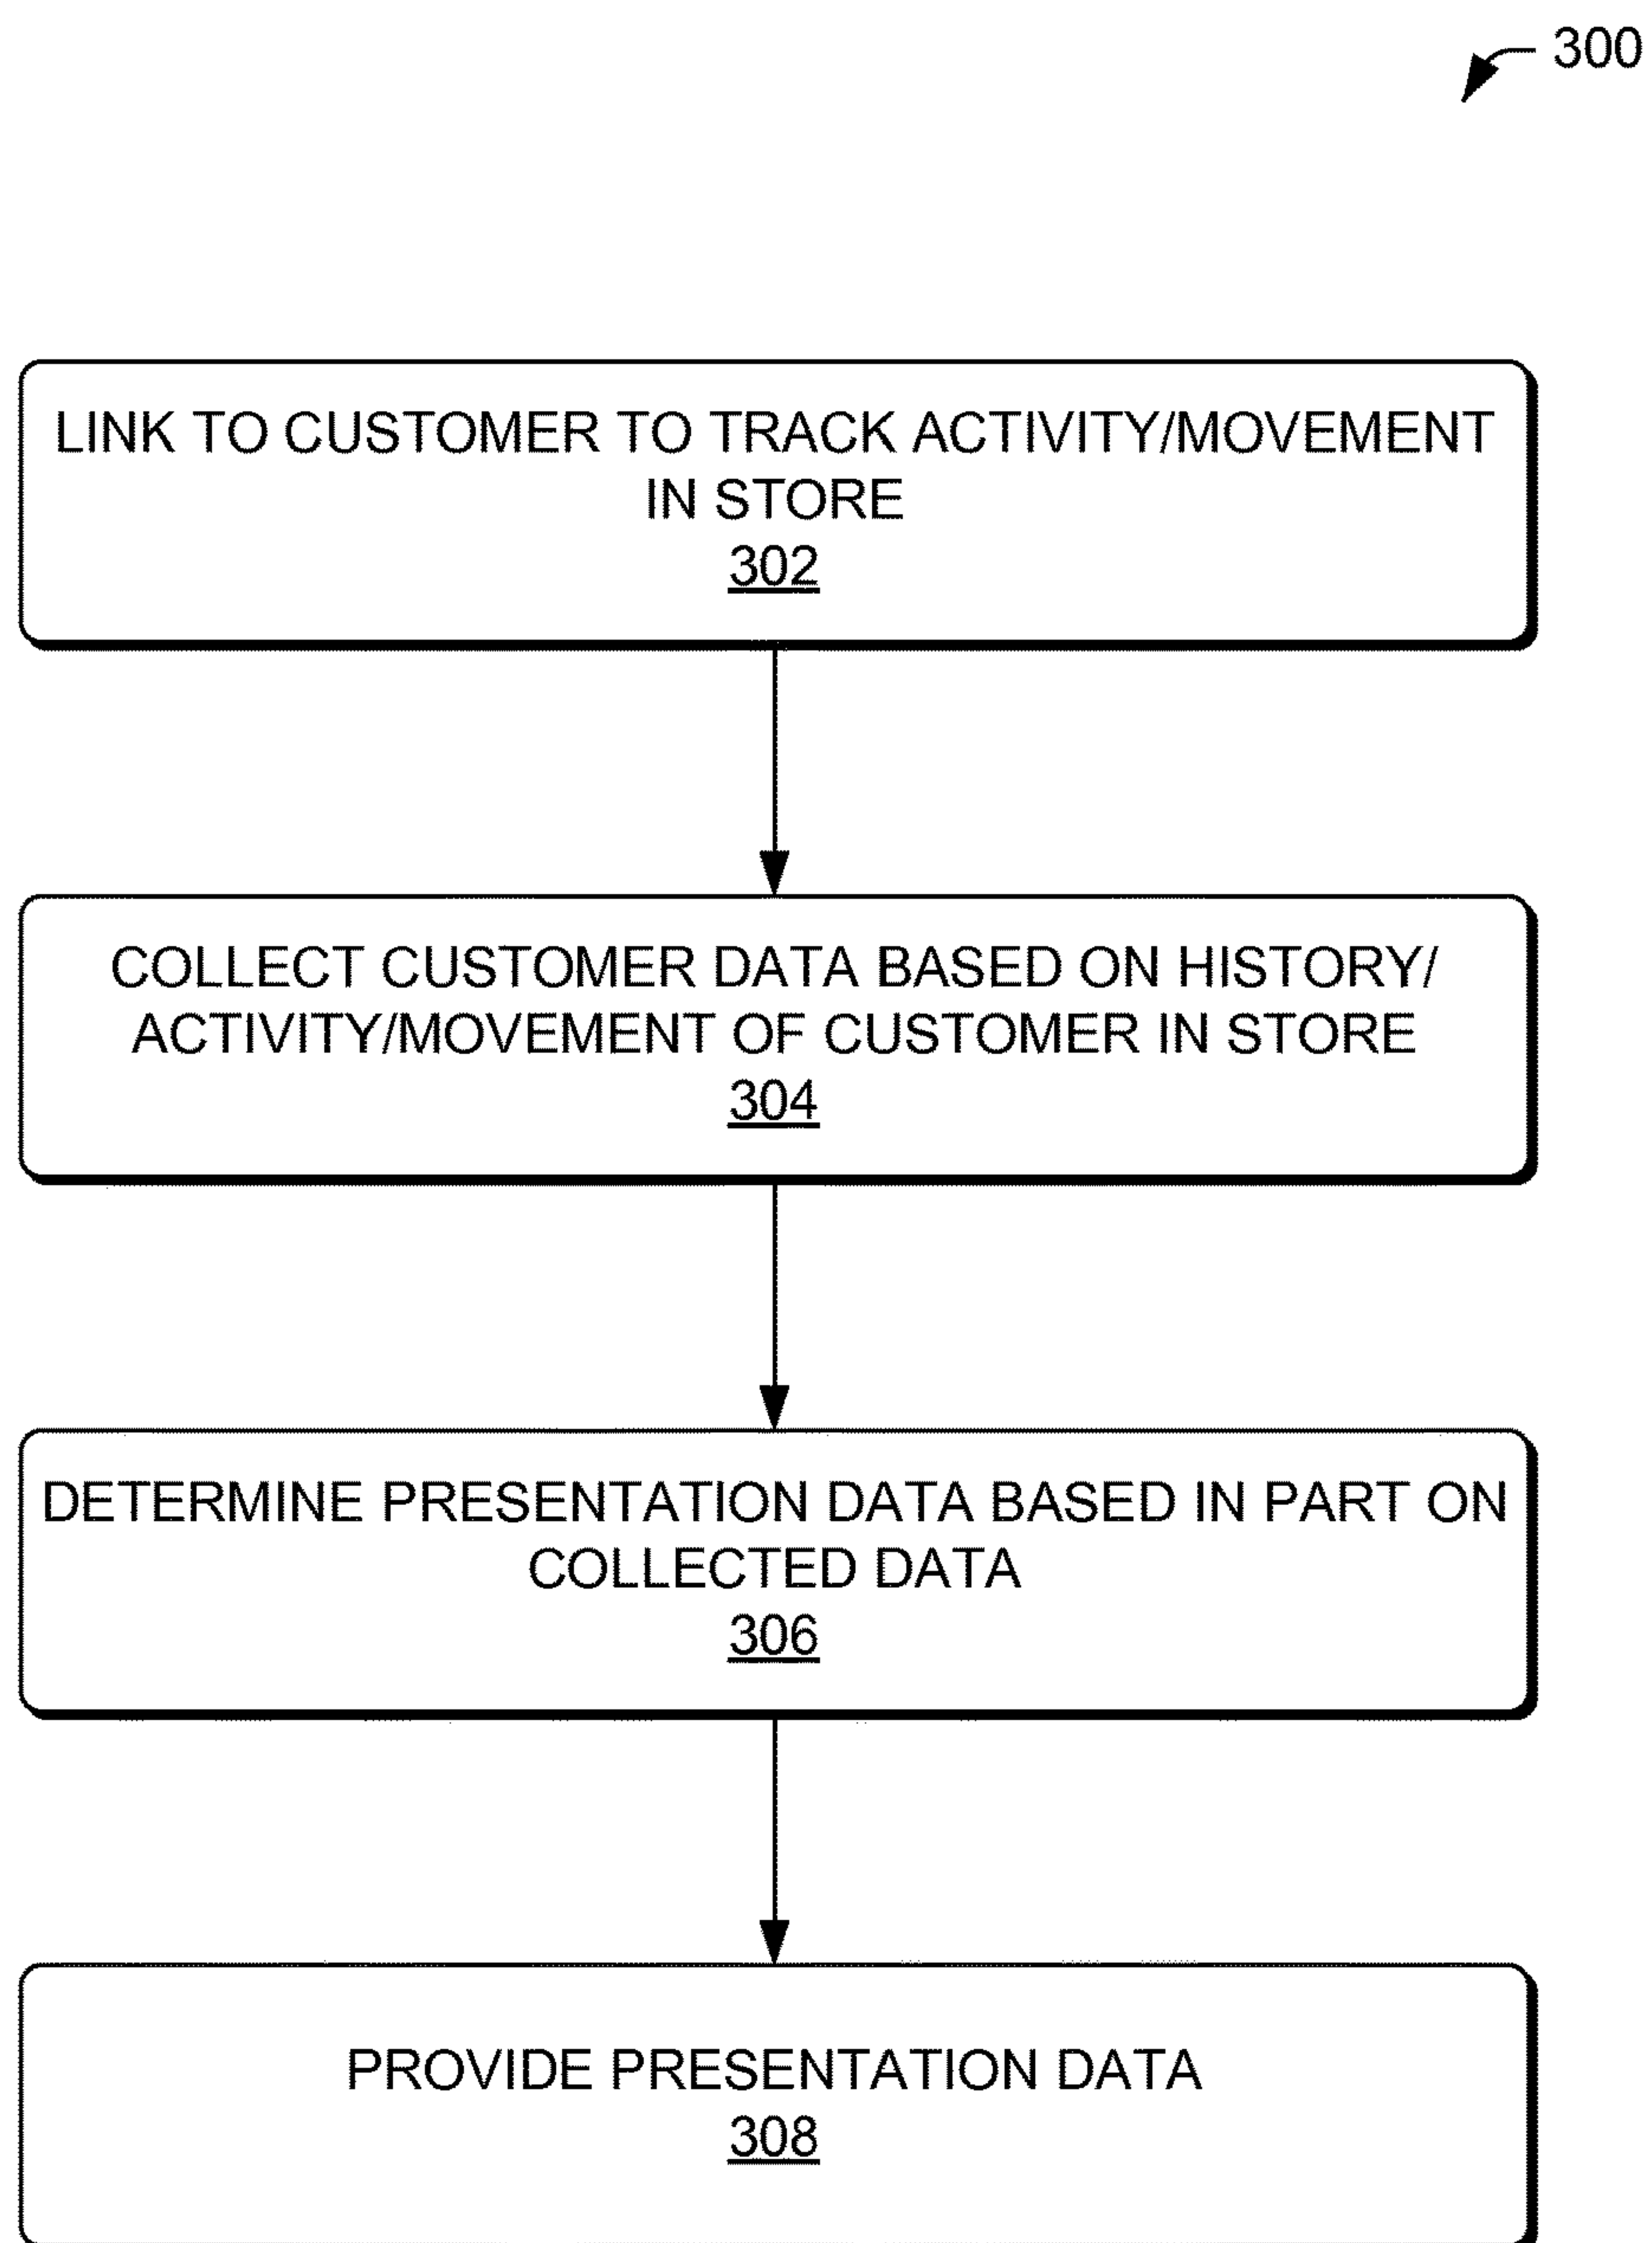 300
LINK TO CUSTOMER TO TRACK ACTIVITY/MOVEMENT
IN STORE
302
COLLECT CUSTOMER DATA BASED ON HISTORY/
ACTIVITY/MOVEMENT OF CUSTOMER IN STORE
304
DETERMINE PRESENTATION DATA BASED IN PART ON
COLLECTED DATA
306
PROVIDE PRESENTATION DATA
308